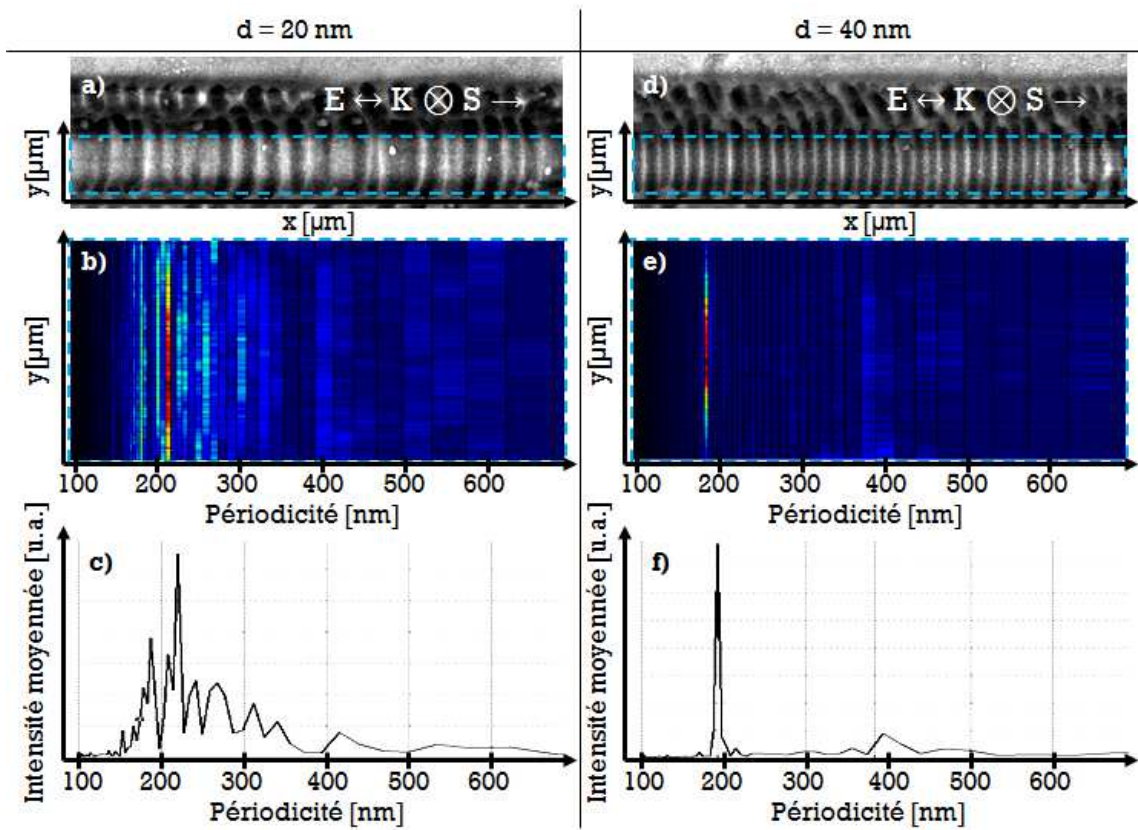 d = 20 nm
d = 40 nm
a)
E ↔ K ⊗ S →
y[µm]
x [µm]
d)
E ↔ K ⊗ S →
y[µm]
x [µm]
b)
y[µm]
100 200 300 400 500 600
Périodicité [nm]
e)
y[µm]
100 200 300 400 500 600
Périodicité [nm]
c)
Intensité moyennée [u.a.]
100 200 300 400 500 600
Périodicité [nm]
f)
Intensité moyennée [u.a.]
100 200 300 400 500 600
Périodicité [nm]